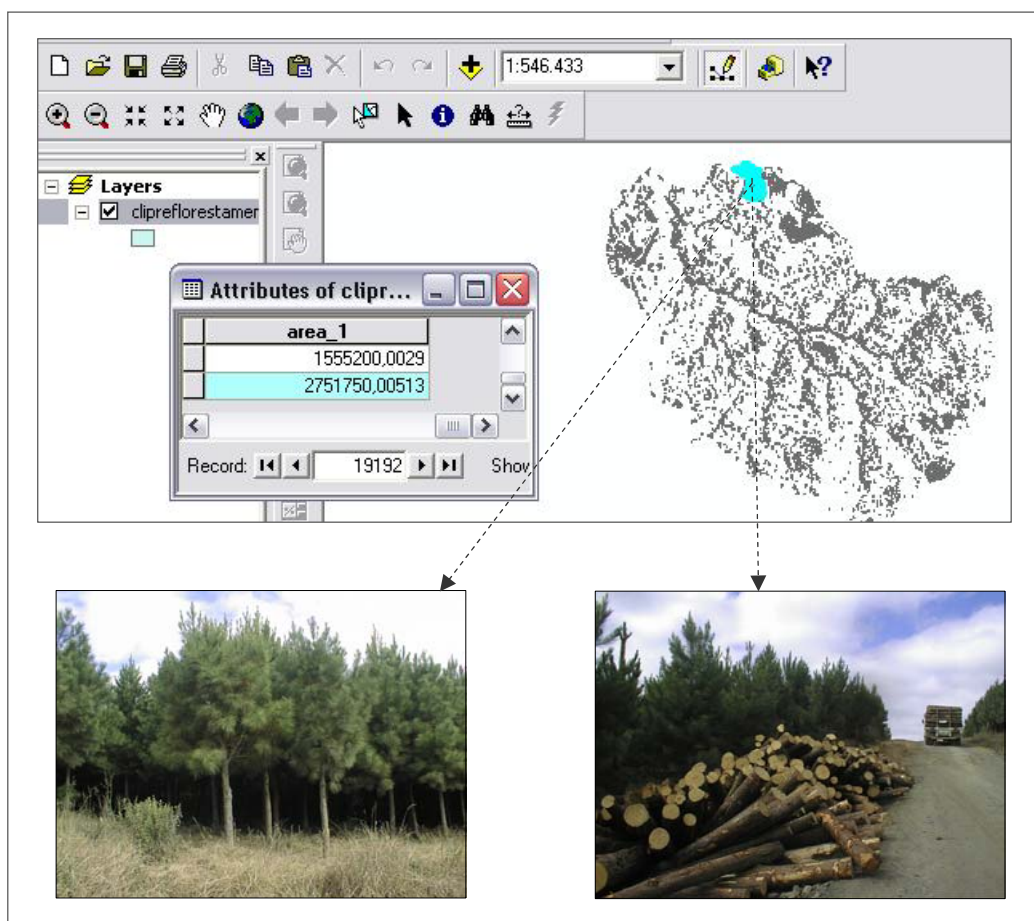 1:546.433
Layers
clipreflorestamer
Attributes of clipr...
area_1
1555200,0029
2751750,00513
Record: 19192 Shov